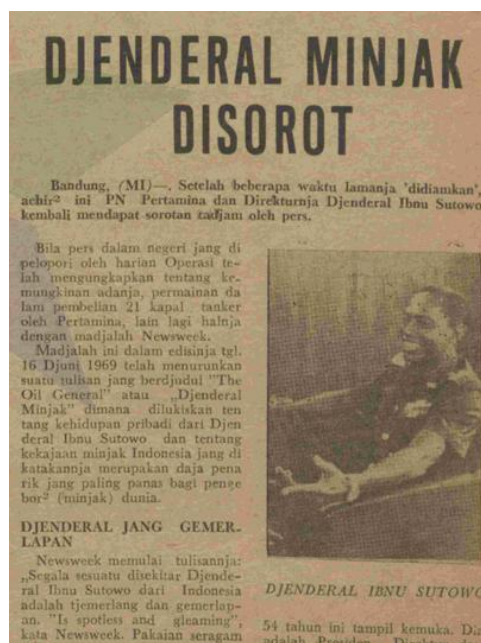 DJENDERAL MINJAK
DISOROT
Bandung, (MI)—. Setelah beberapa waktu lamanja 'didiamkan',
achir² ini PN Pertamina dan Direkturnja Djenderal Ibnu Sutowo
kembali mendapat sorotan tadjam oleh pers.
Bila pers dalam negeri jang di
pelopori oleh harian Operasi te-
lah mengungkapkan tentang ke-
mungkinan adanja, permainan da
lam pembelian 21 kapal tanker
oleh Pertamina, lain lagi halnja
dengan madjalah Newsweek.
Madjalah ini dalam edisinja tgl.
16 Djuni 1969 telah menurunkan
suatu tulisan jang berdjudul "The
Oil General" atau „Djenderal
Minjak" dimana dilukiskan ten
tang kehidupan pribadi dari Djen
deral Ibnu Sutowo dan tentang
kekajaan minjak Indonesia jang di
katakannja merupakan daja pena
rik jang paling panas bagi penge
bor² (minjak) dunia.
DJENDERAL JANG GEMER-
LAPAN
Newsweek memulai tulisannja:
„Segala sesuatu disekitar Djende-
ral Ibnu Sutowo dari Indonesia
adalah tjemerlang dan gemerlap-
an. "Is spotless and gleaming",
kata Newsweek. Pakaian seragam
DJENDERAL IBNU SUTOWO
54 tahun ini tampil kemuka. Dia
adalah Presiden